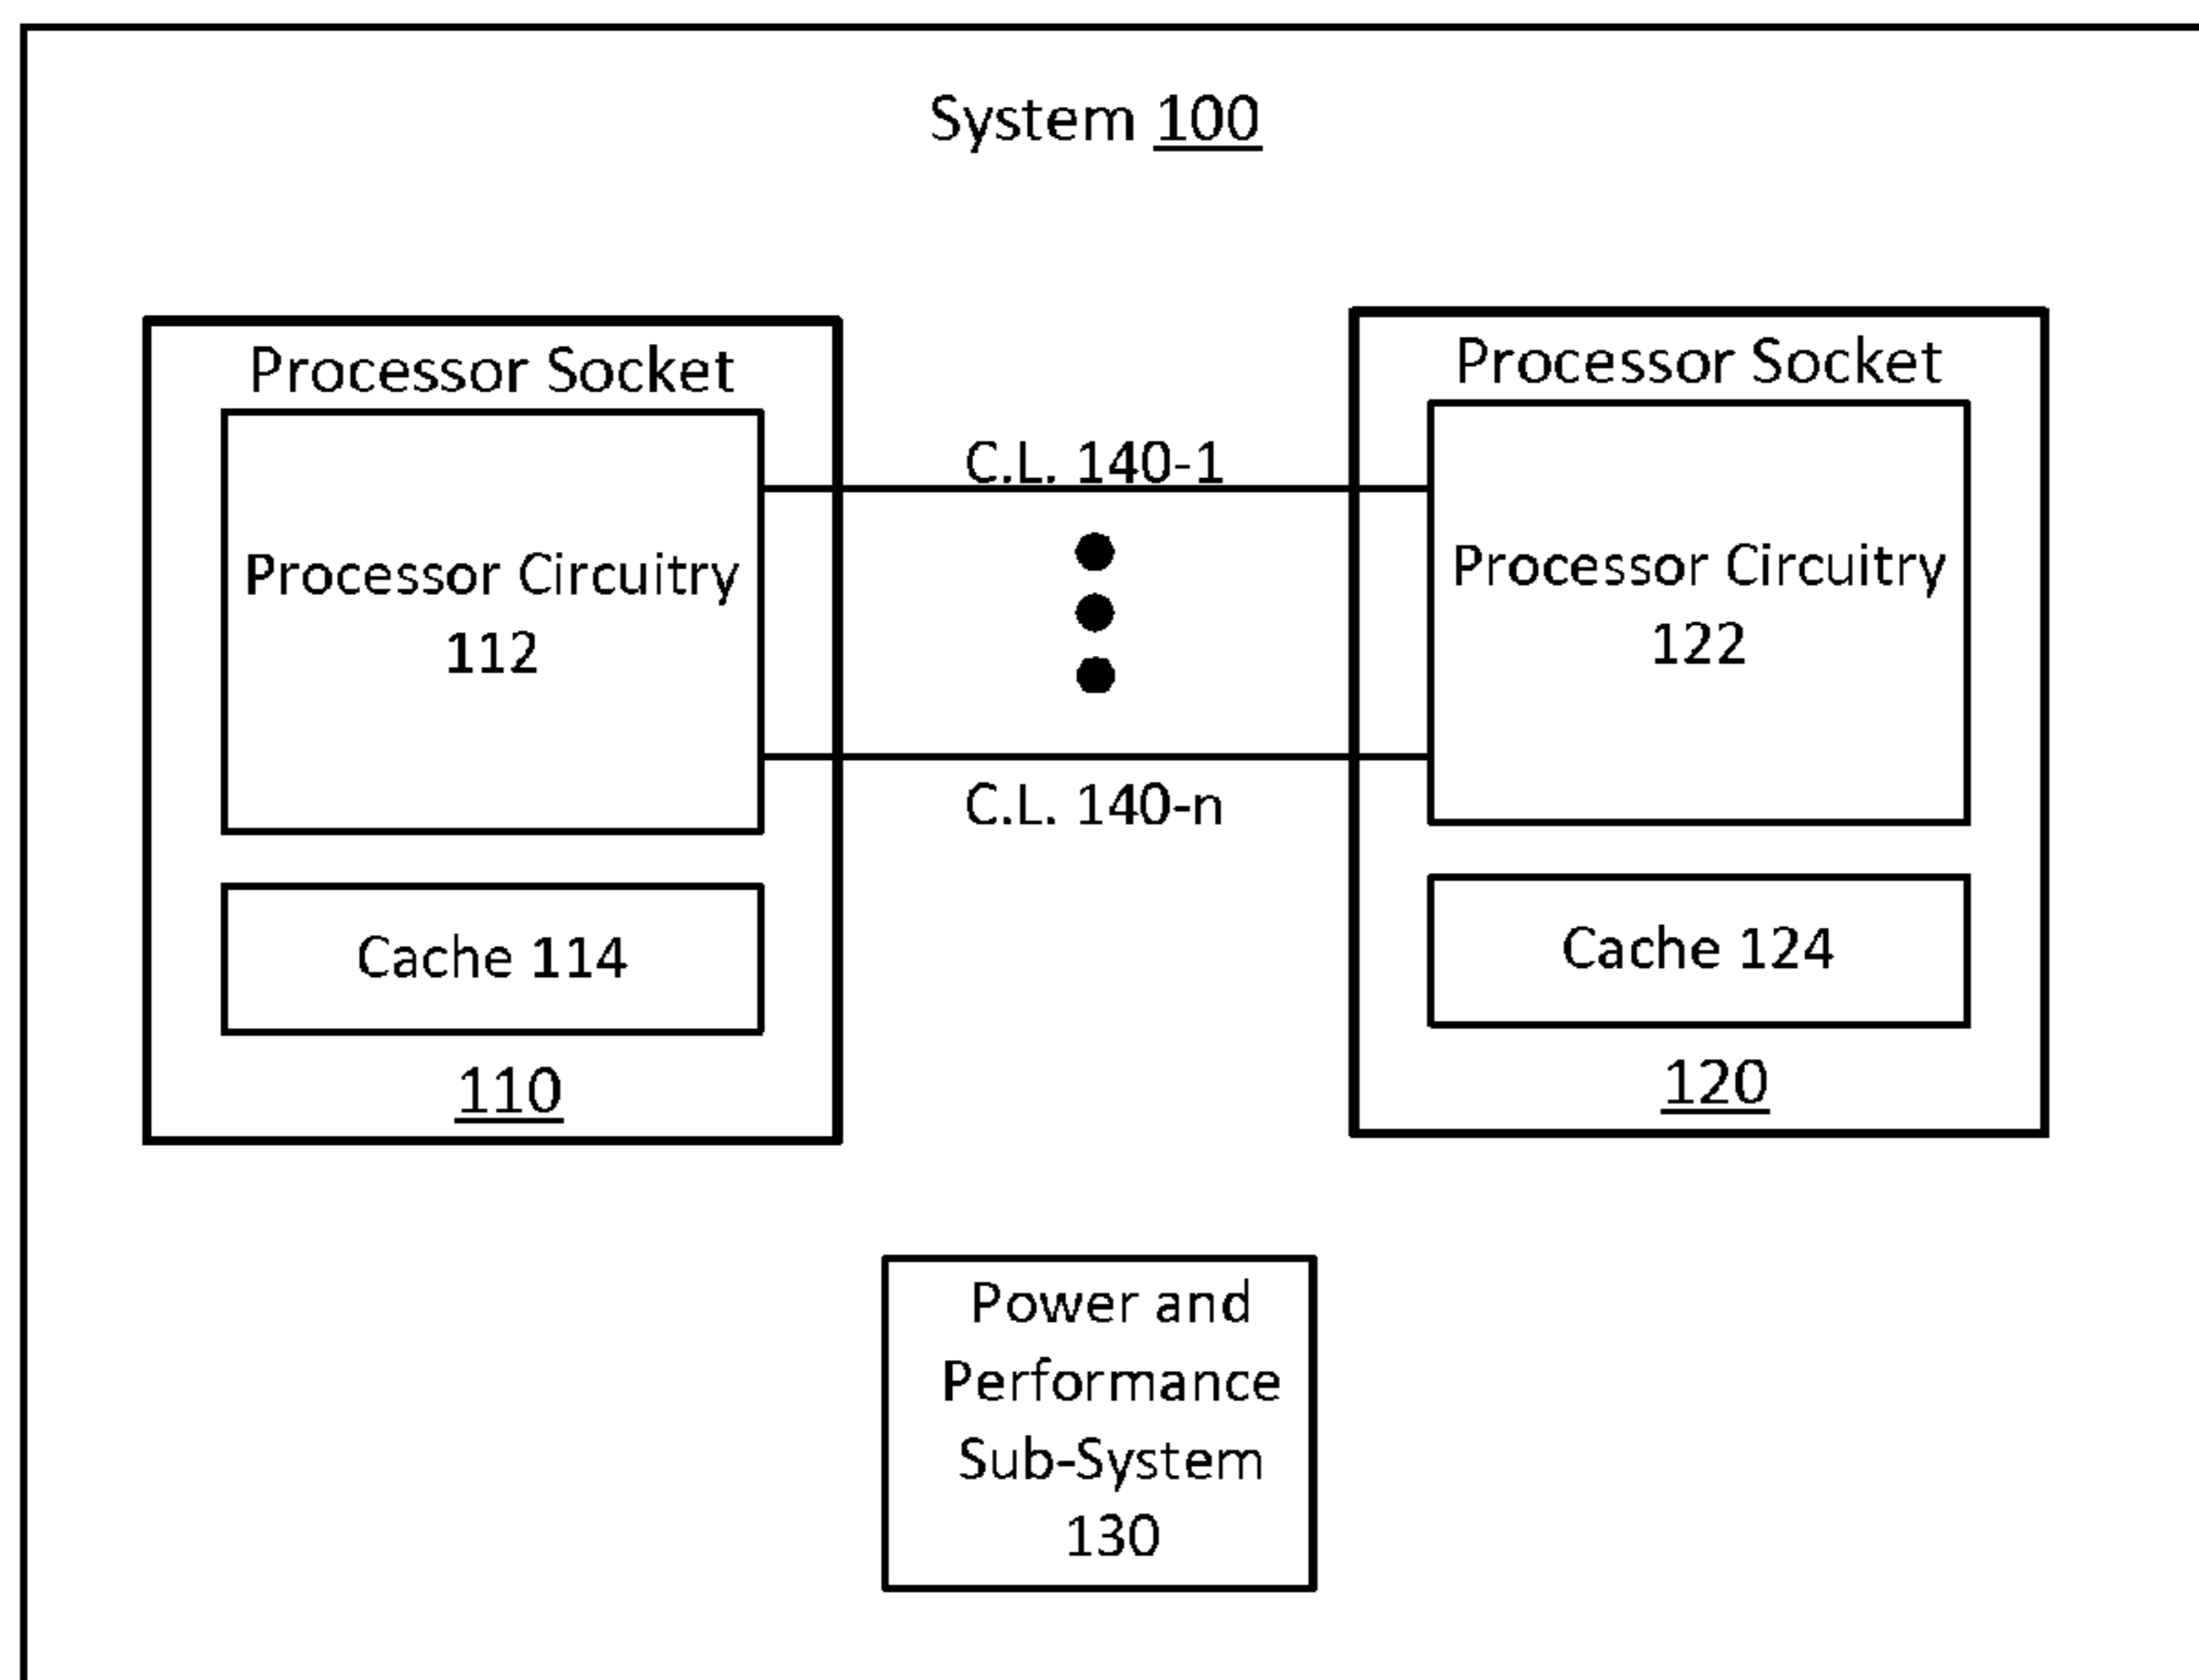 System 100
Processor Socket
Processor Circuitry
112
Cache 114
110
C.L. 140-1
C.L. 140-n
Processor Socket
Processor Circuitry
122
Cache 124
120
Power and
Performance
Sub-System
130